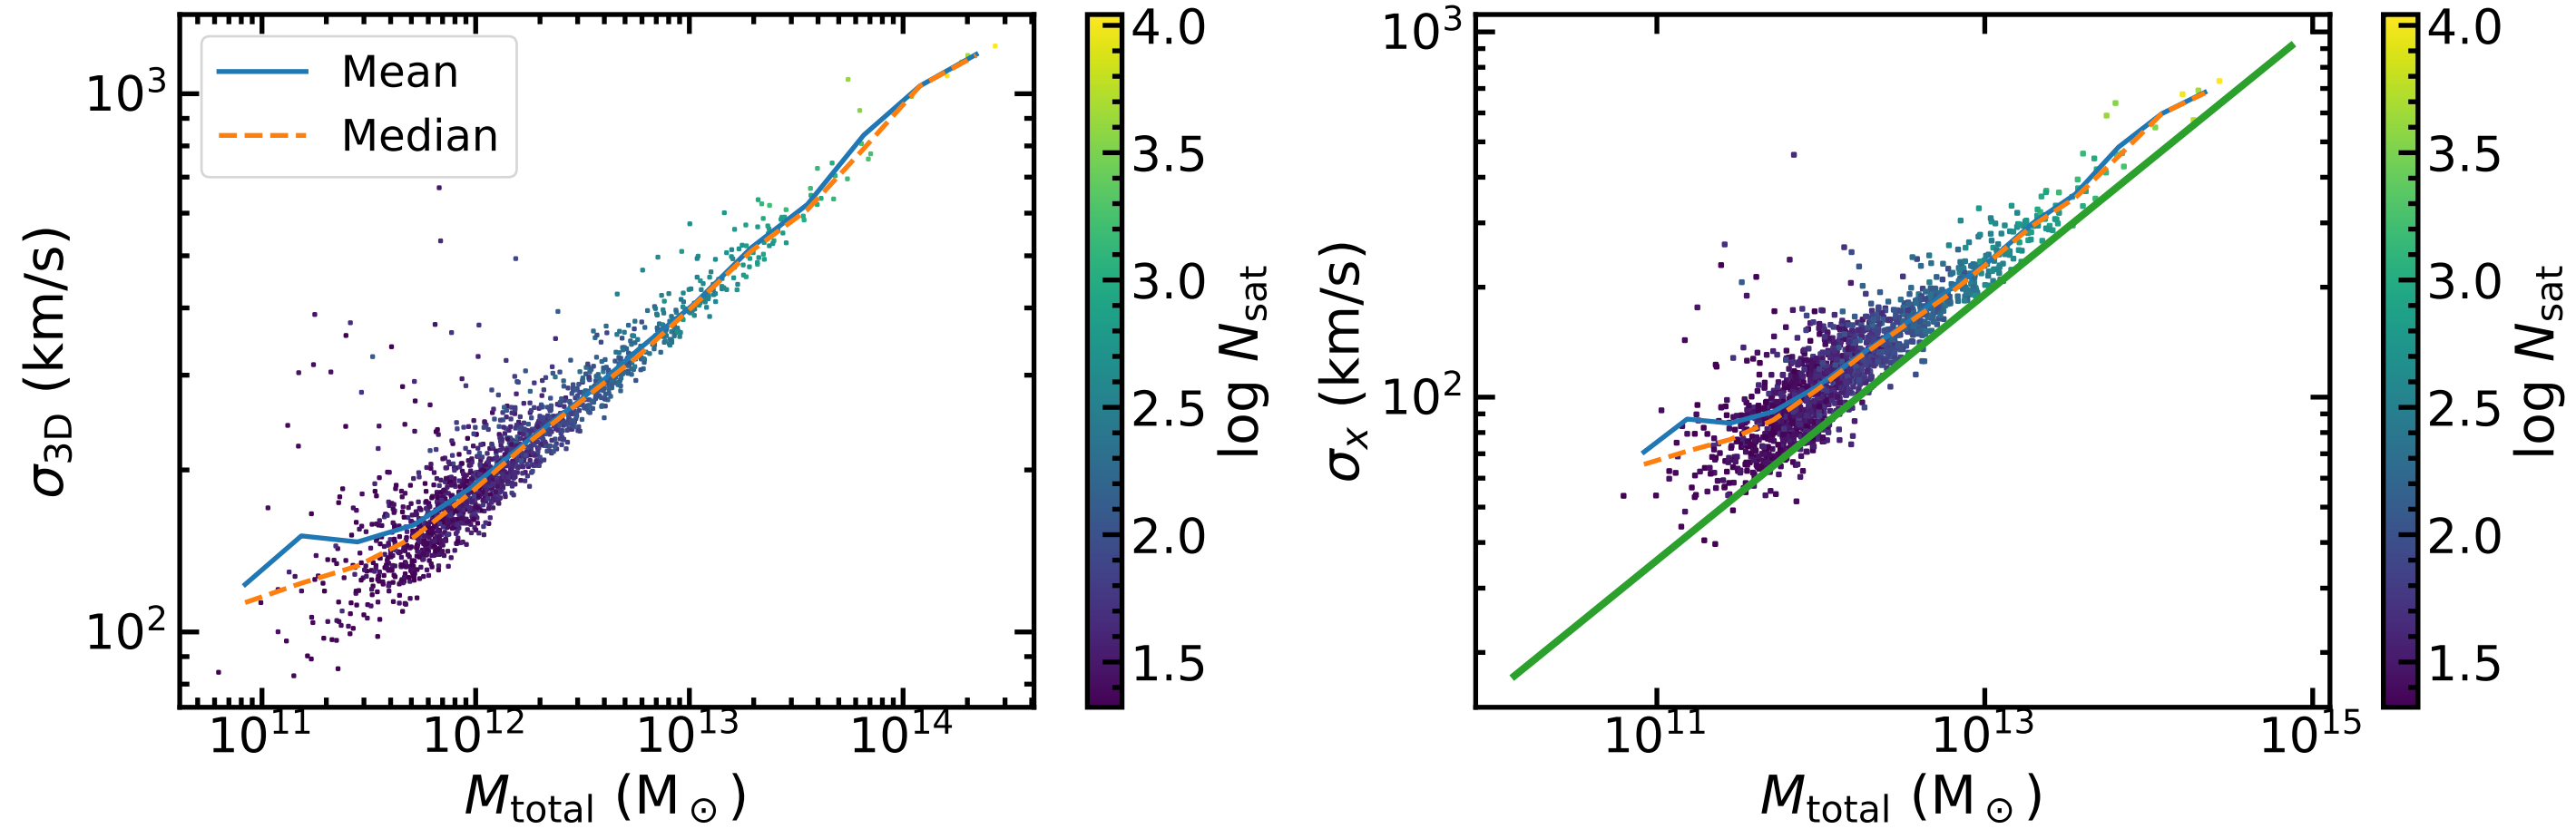 Mean
Median
10³
10²
σ3D (km/s)
10¹¹ 10¹² 10¹³ 10¹⁴
Mtotal (M⊙)
4.0
3.5
3.0
2.5
2.0
1.5
log Nsat
10³
10²
σx (km/s)
10¹¹ 10¹³ 10¹⁵
Mtotal (M⊙)
4.0
3.5
3.0
2.5
2.0
1.5
log Nsat